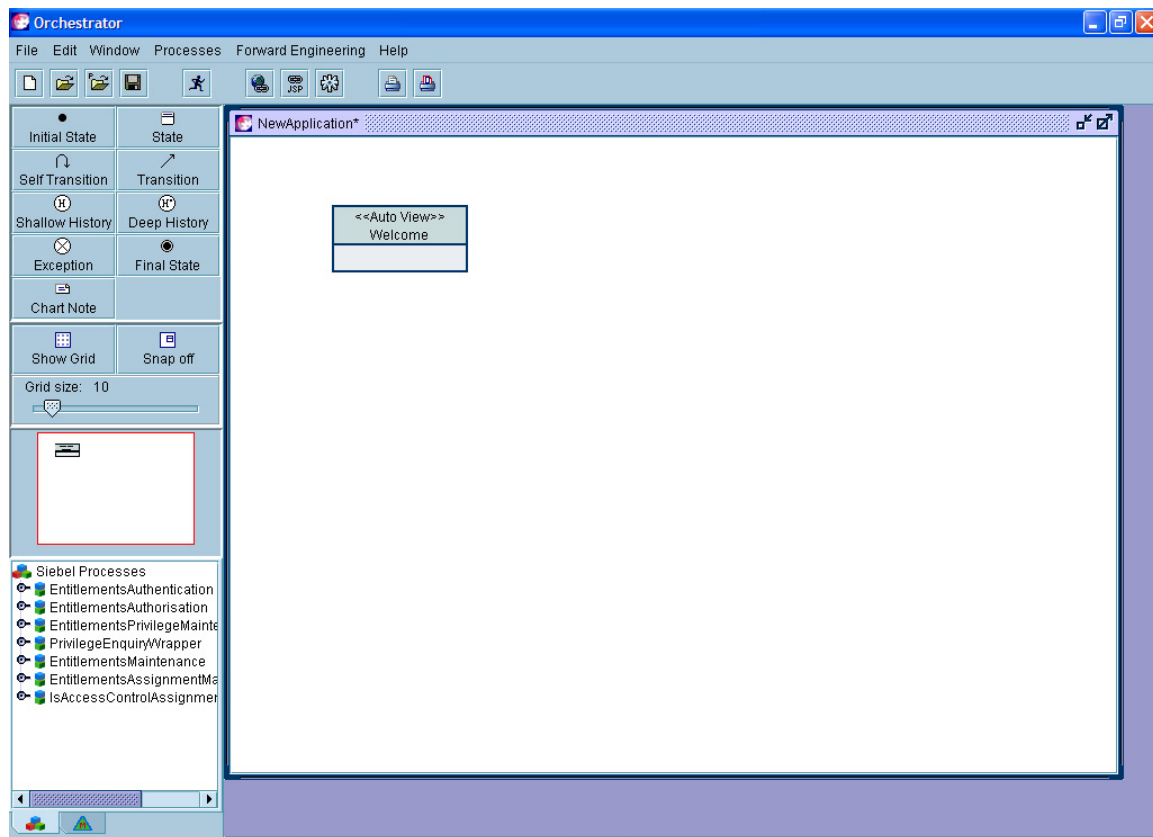 Orchestrator
File Edit Window Processes Forward Engineering Help
JSP
NewApplication*
Initial State State
Self Transition Transition
H H*
Shallow History Deep History
Exception Final State
Chart Note
Show Grid Snap off
Grid size: 10
<<Auto View>>
Welcome
Siebel Processes
EntitlementsAuthentication
EntitlementsAuthorisation
EntitlementsPrivilegeMainte
PrivilegeEnquiryWrapper
EntitlementsMaintenance
EntitlementsAssignmentMa
IsAccessControlAssignmer